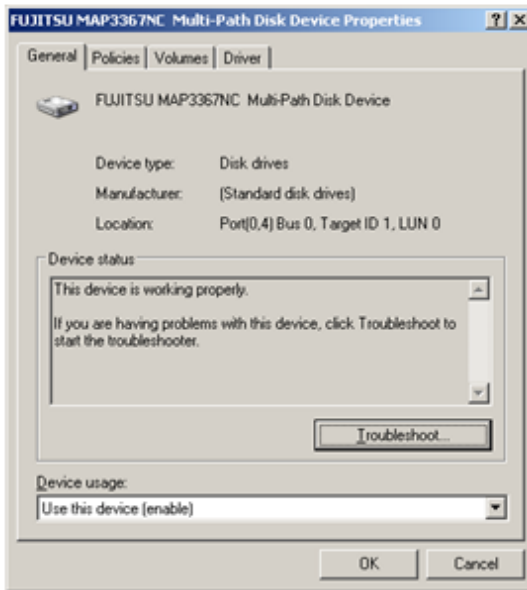 FUJITSU MAP3367NC Multi-Path Disk Device Properties
General Policies Volumes Driver
FUJITSU MAP3367NC Multi-Path Disk Device
Device type: Disk drives
Manufacturer: (Standard disk drives)
Location: Port(0,4) Bus 0, Target ID 1, LUN 0
Device status
This device is working properly.
If you are having problems with this device, click Troubleshoot to
start the troubleshooter.
Troubleshoot...
Device usage:
Use this device (enable)
OK Cancel